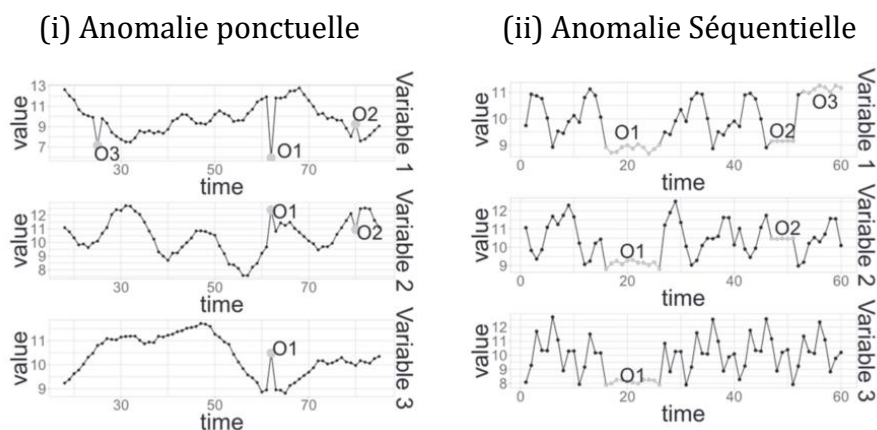 (i) Anomalie ponctuelle
13
11
9
7
value
O3
O1
O2
30
50
70
time
Variable 1
12
11
10
9
8
value
O1
O2
30
50
70
time
Variable 2
11
10
9
value
O1
30
50
70
time
Variable 3
(ii) Anomalie Séquentielle
11
10
9
value
O1
O2
O3
0
20
40
60
time
Variable 1
12
11
10
9
value
O1
O2
0
20
40
60
time
Variable 2
12
11
10
9
8
value
O1
0
20
40
60
time
Variable 3